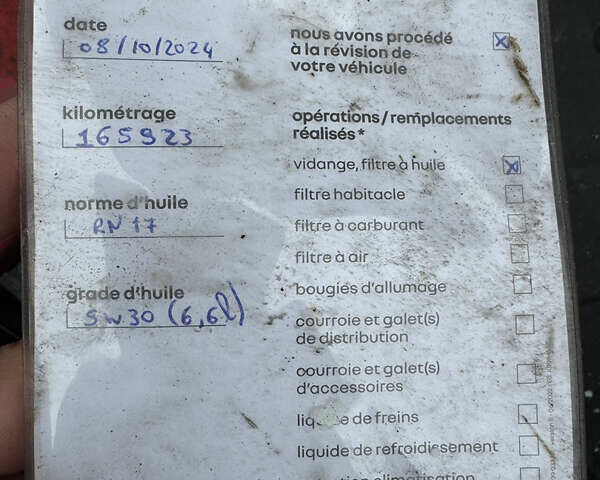 date
08/10/2024
nous avons procédé
à la révision de
votre véhicule
kilométrage
165923
opérations/remplacements
réalisés*
vidange, filtre à huile
norme d'huile
RN 17
filtre habitacle
filtre à carburant
filtre à air
grade d'huile
5w30 (6,6l)
bougies d'allumage
courroie et galet(s)
de distribution
courroie et galet(s)
d'accessoires
liquide de freins
liquide de refroidissement
climatisation